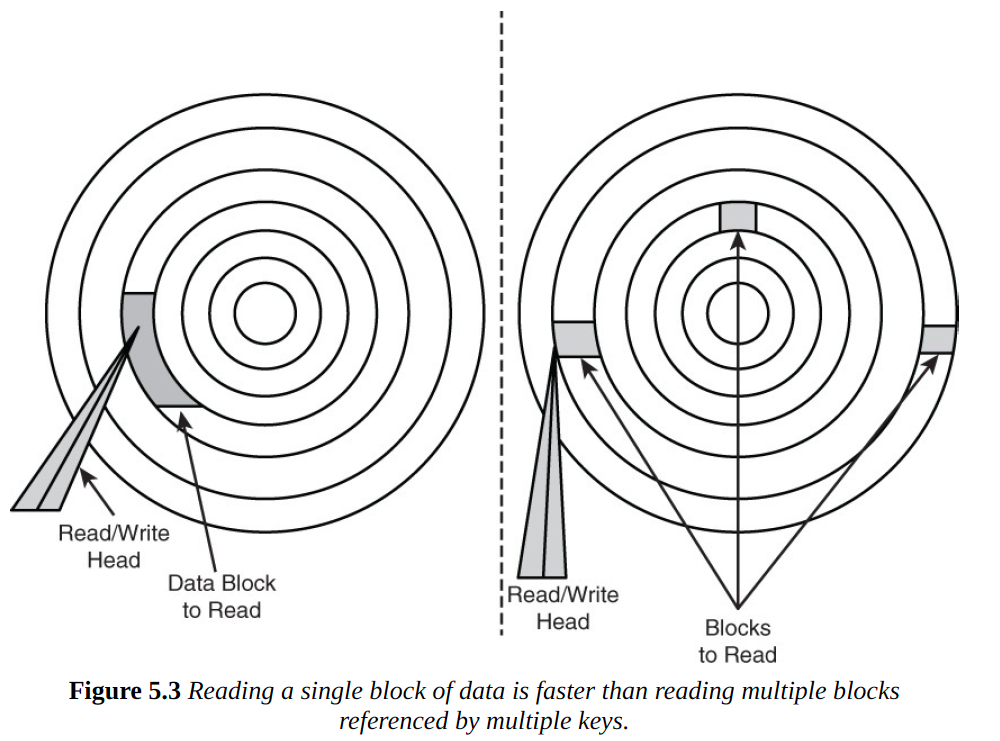 Read/Write
Head
Data Block
to Read
Read/Write
Head
Blocks
to Read
Figure 5.3 Reading a single block of data is faster than reading multiple blocks
referenced by multiple keys.